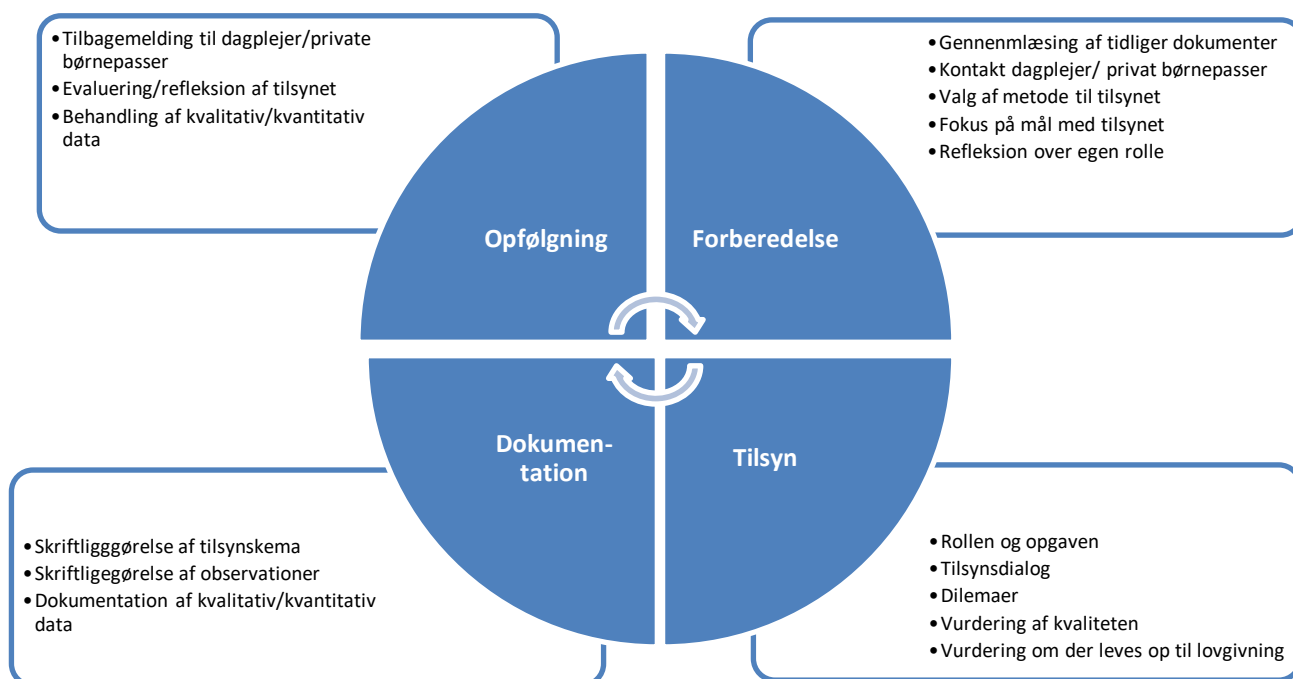 •Tilbagemelding til dagplejer/private
børnepasser
•Evaluering/refleksion af tilsynet
•Behandling af kvalitativ/kvantitativ
data
•Gennenmlæsing af tidliger dokumenter
•Kontakt dagplejer/ privat børnepasser
•Valg af metode til tilsynet
•Fokus på mål med tilsynet
•Refleksion over egen rolle
Opfølgning
Forberedelse
Dokumen-
tation
Tilsyn
•Skriftligggørelse af tilsynskema
•Skriftligegørelse af observationer
•Dokumentation af kvalitativ/kvantitativ
data
•Rollen og opgaven
•Tilsynsdialog
•Dilemaer
•Vurdering af kvaliteten
•Vurdering om der leves op til lovgivning